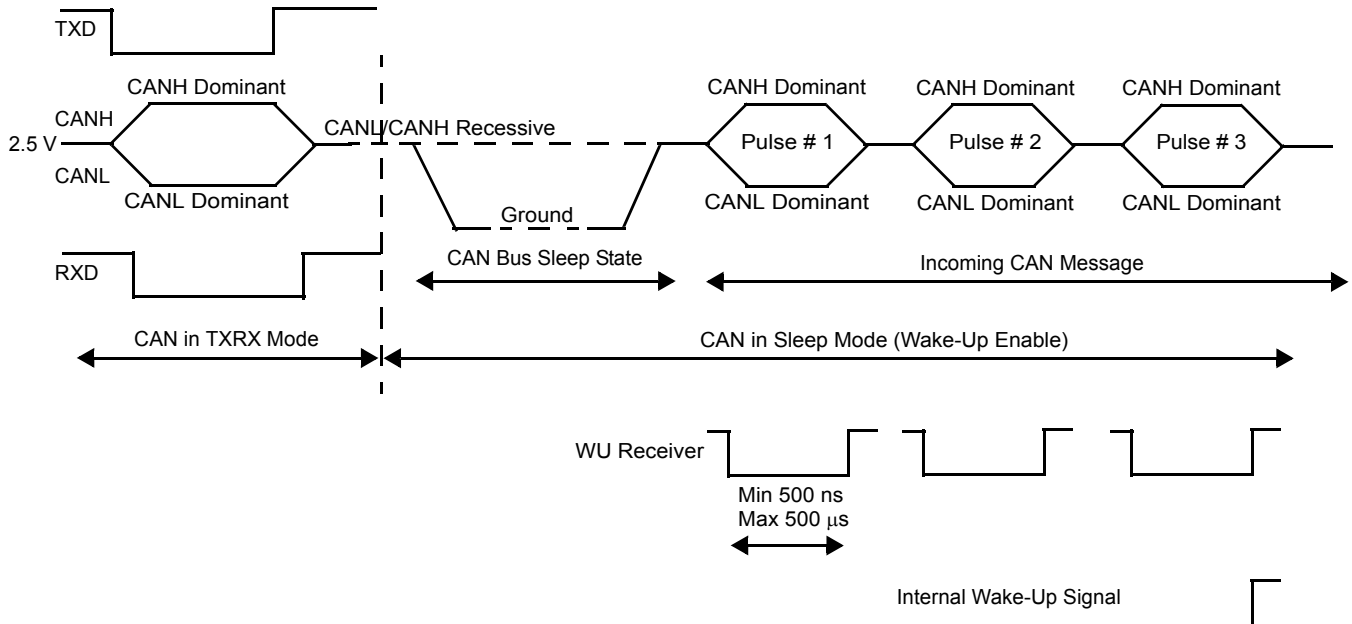 TXD
CANH Dominant
CANH
2.5 V
CANL
CANL Dominant
CANL/CANH Recessive
Ground
CAN Bus Sleep State
CANH Dominant
CANH Dominant
CANH Dominant
Pulse # 1
Pulse # 2
Pulse # 3
CANL Dominant
CANL Dominant
CANL Dominant
Incoming CAN Message
RXD
CAN in TXRX Mode
CAN in Sleep Mode (Wake-Up Enable)
WU Receiver
Min 500 ns
Max 500 μs
Internal Wake-Up Signal